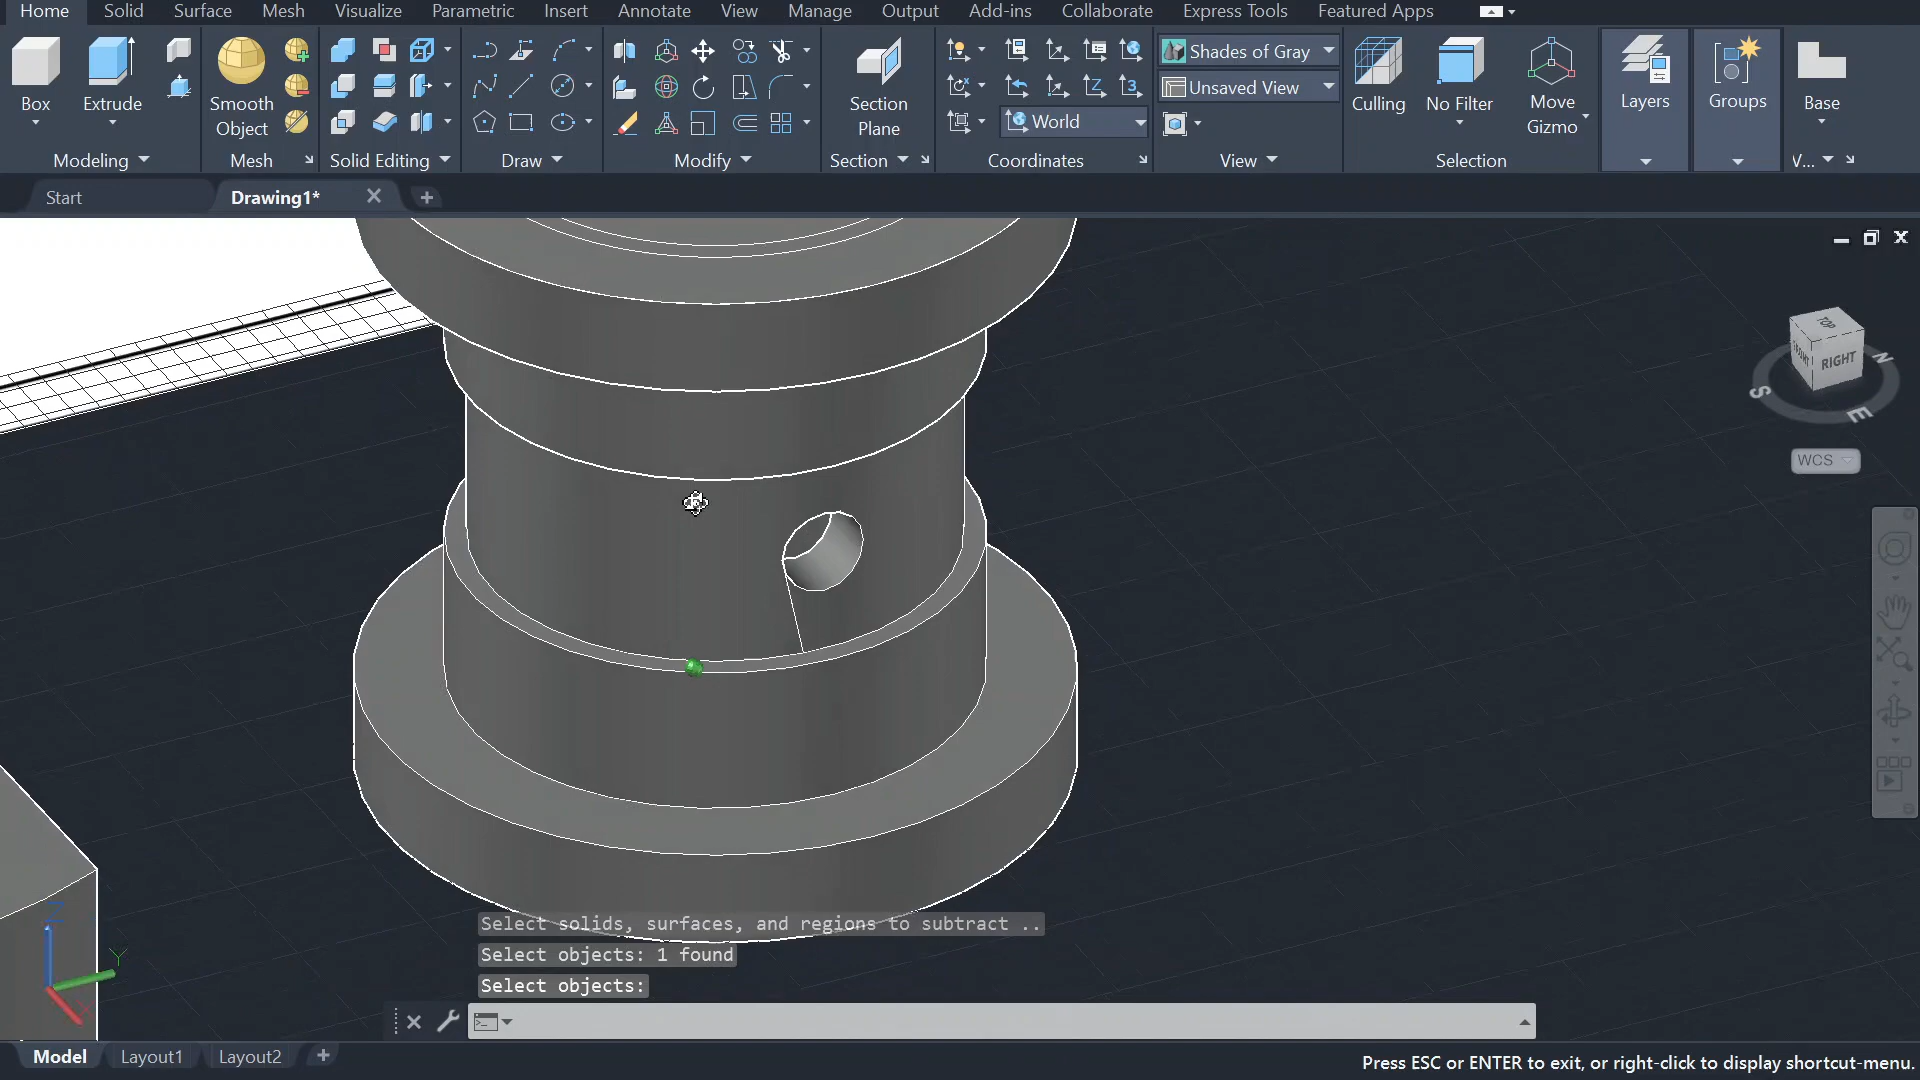 Home Solid Surface Mesh Visualize Parametric Insert Annotate View Manage Output Add-ins Collaborate Express Tools Featured Apps
Box
Extrude
Smooth
Object
Section
Plane
Shades of Gray
Unsaved View
World
Culling
No Filter
Move
Gizmo
Layers
Groups
Base
Modeling Mesh Solid Editing Draw Modify Section Coordinates View Selection V...
Start Drawing1*
TOP
FRONT
RIGHT
N
S
E
WCS
Z
Y
X
Select solids, surfaces, and regions to subtract ..
Select objects: 1 found
Select objects:
Model Layout1 Layout2
Press ESC or ENTER to exit, or right-click to display shortcut-menu.